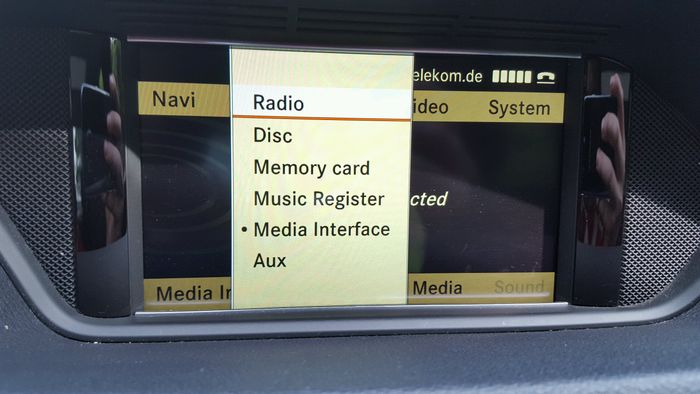 elekom.de
Navi
ideo
System
Radio
Disc
Memory card
Music Register
cted
• Media Interface
Aux
Media In
Media
Sound